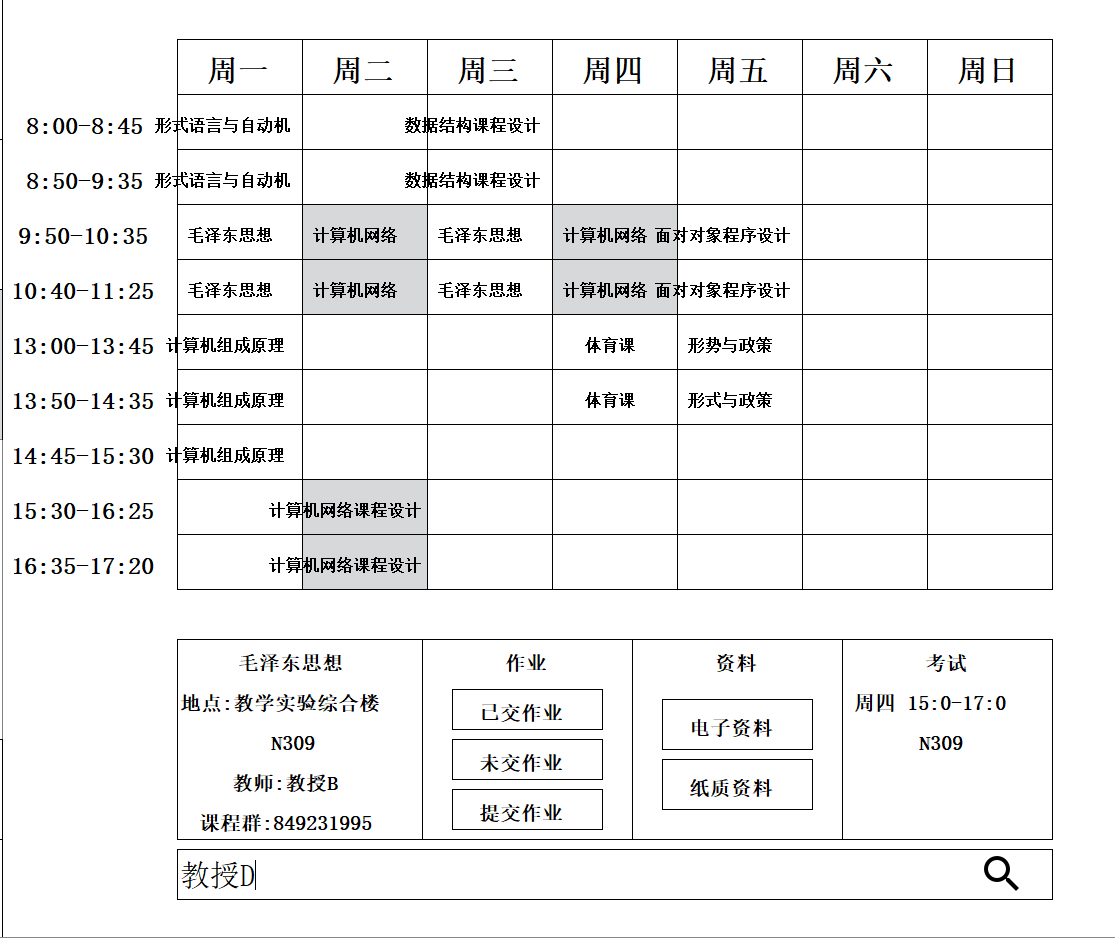 周一 周二 周三 周四 周五 周六 周日
8:00-8:45 形式语言与自动机 数据结构课程设计
8:50-9:35 形式语言与自动机 数据结构课程设计
9:50-10:35 毛泽东思想 计算机网络 毛泽东思想 计算机网络 面对对象程序设计
10:40-11:25 毛泽东思想 计算机网络 毛泽东思想 计算机网络 面对对象程序设计
13:00-13:45 计算机组成原理 体育课 形势与政策
13:50-14:35 计算机组成原理 体育课 形式与政策
14:45-15:30 计算机组成原理
15:30-16:25 计算机网络课程设计
16:35-17:20 计算机网络课程设计
毛泽东思想
地点:教学实验综合楼
N309
教师:教授B
课程群:849231995
作业
已交作业
未交作业
提交作业
资料
电子资料
纸质资料
考试
周四 15:0-17:0
N309
教授D